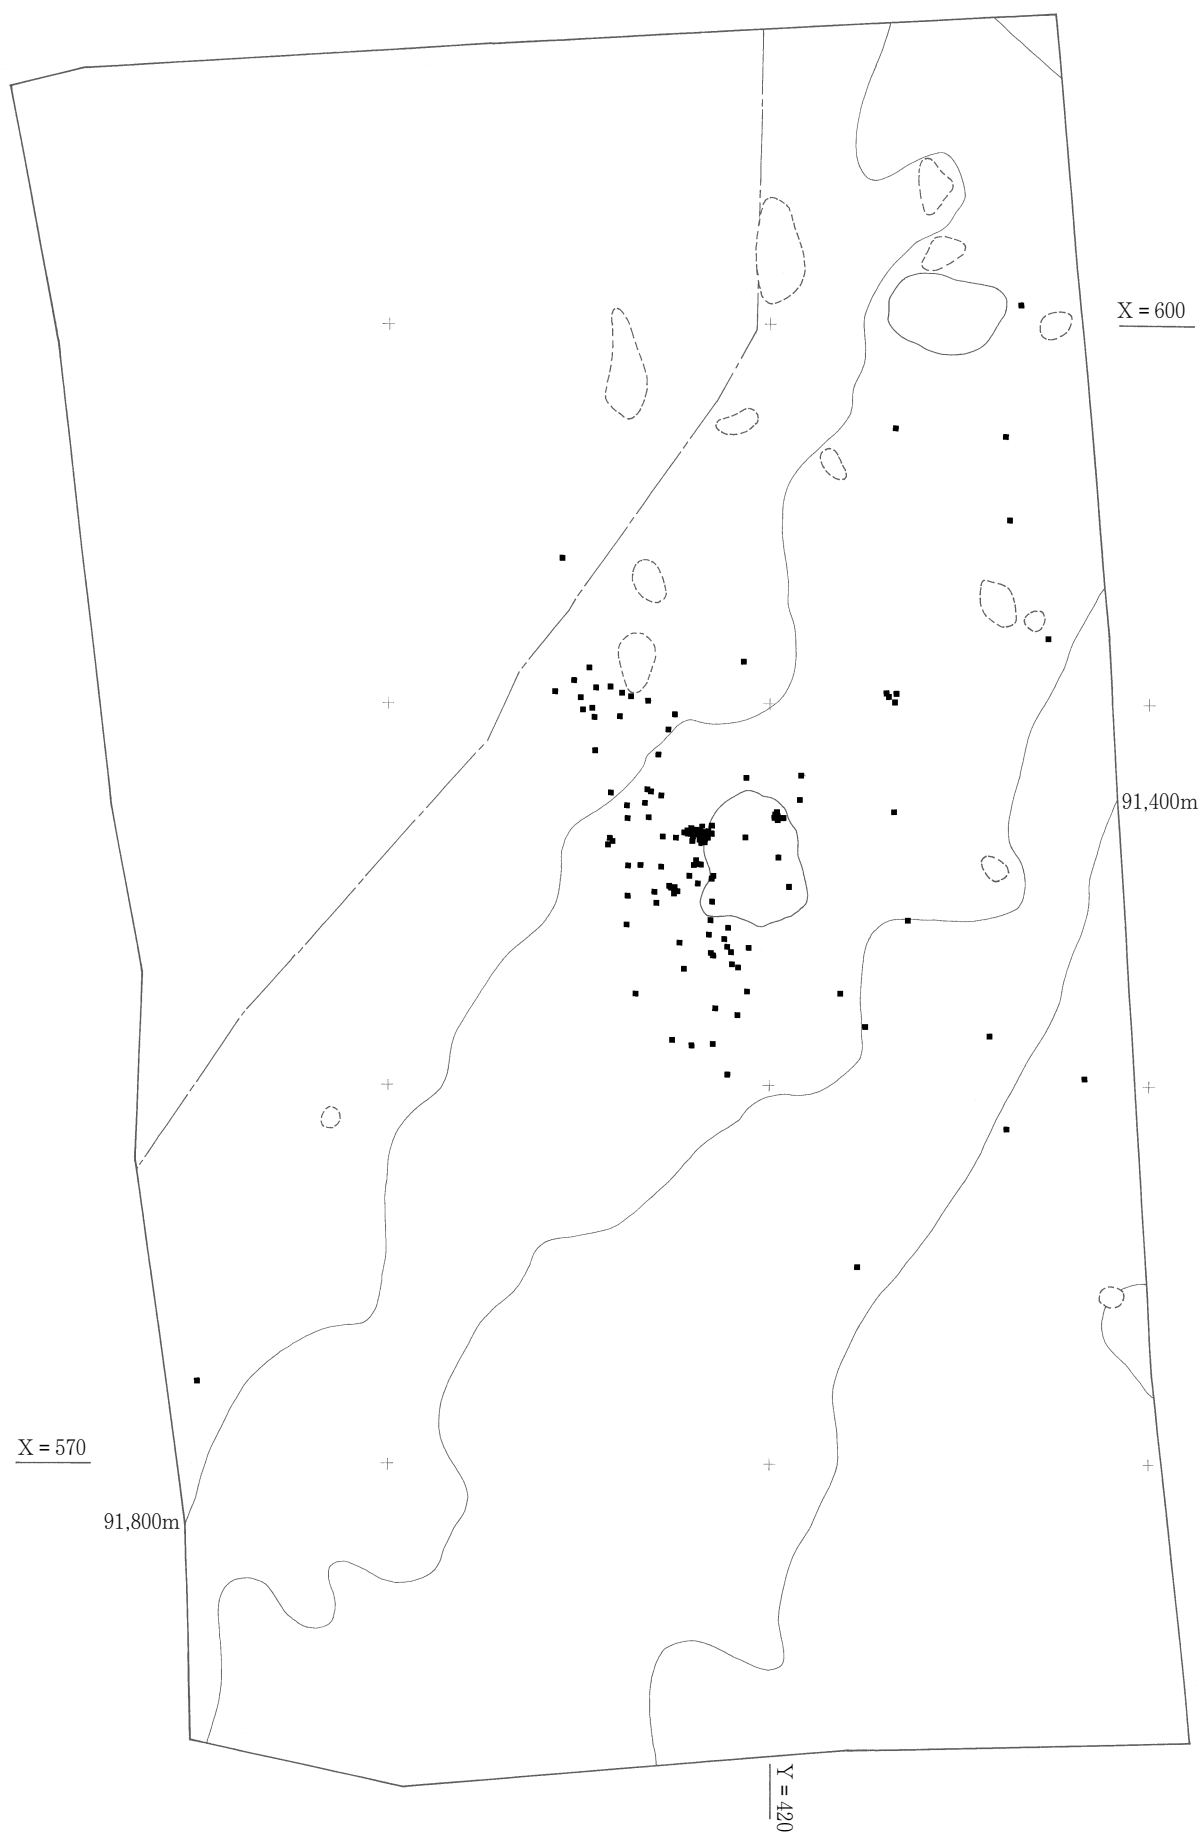 X = 600
91,400m
X = 570
91,800m
Y = 420